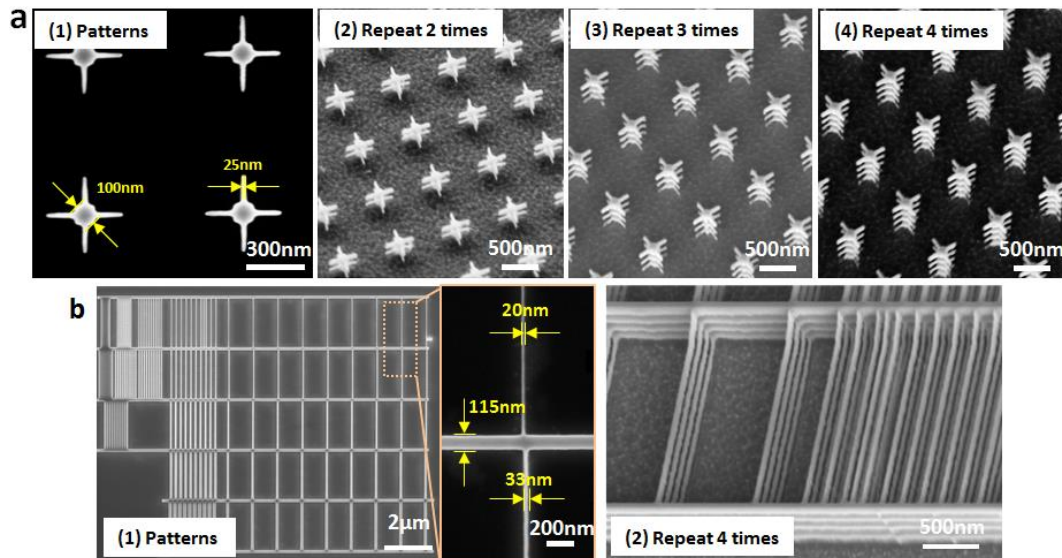 a
(1) Patterns
(2) Repeat 2 times
(3) Repeat 3 times
(4) Repeat 4 times
25nm
100nm
300nm
500nm
500nm
500nm
b
20nm
115nm
33nm
(1) Patterns
2μm
200nm
(2) Repeat 4 times
500nm